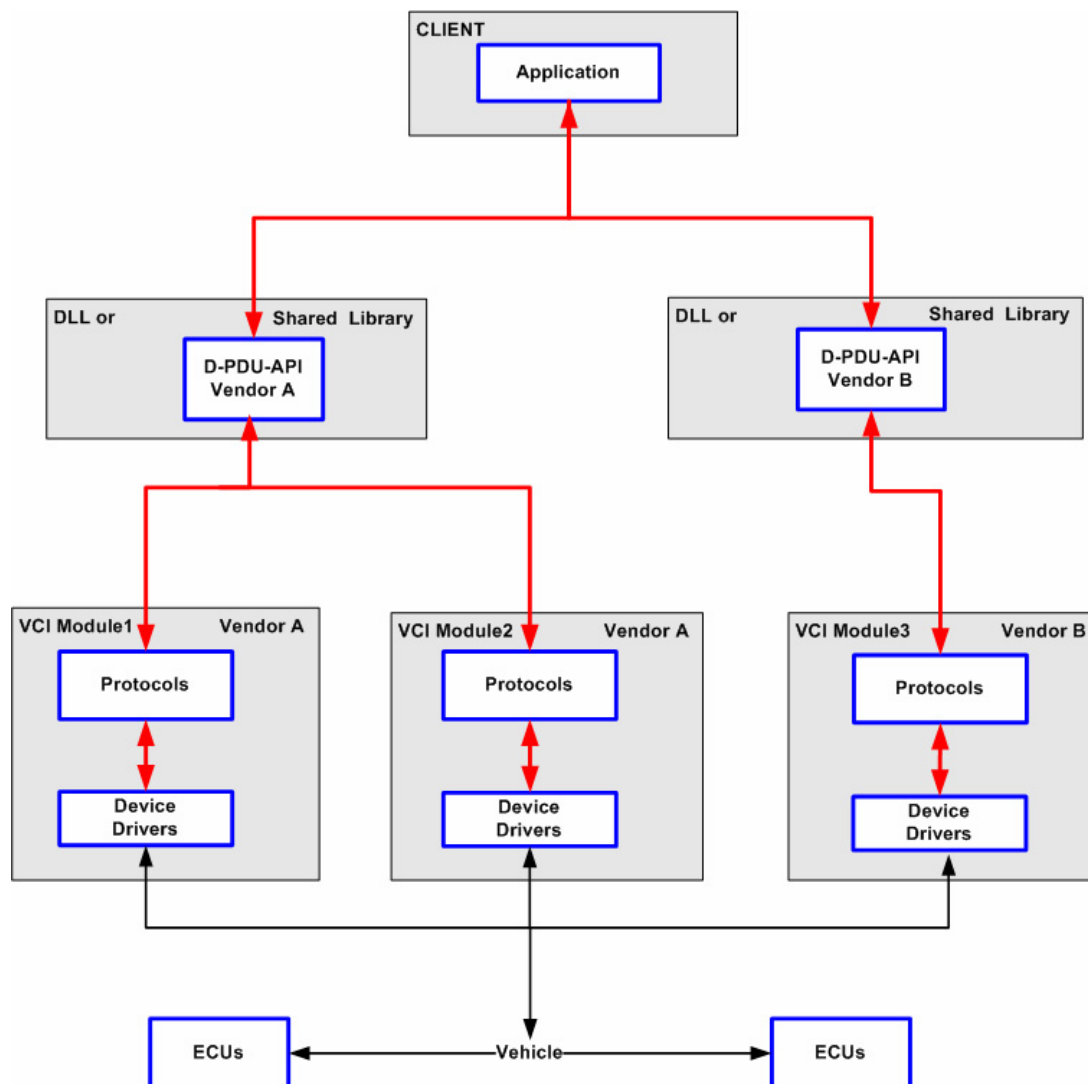 CLIENT
Application
DLL or Shared Library
D-PDU-API
Vendor A
DLL or Shared Library
D-PDU-API
Vendor B
VCI Module1 Vendor A
Protocols
Device
Drivers
VCI Module2 Vendor A
Protocols
Device
Drivers
VCI Module3 Vendor B
Protocols
Device
Drivers
ECUs
Vehicle
ECUs